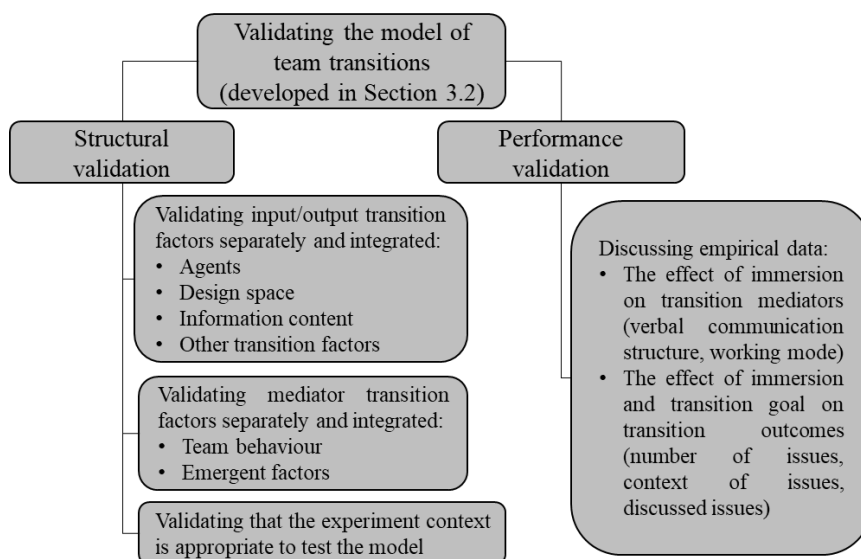 Validating the model of
team transitions
(developed in Section 3.2)
Structural
validation
Performance
validation
Validating input/output transition
factors separately and integrated:
• Agents
• Design space
• Information content
• Other transition factors
Validating mediator transition
factors separately and integrated:
• Team behaviour
• Emergent factors
Validating that the experiment context
is appropriate to test the model
Discussing empirical data:
• The effect of immersion
on transition mediators
(verbal communication
structure, working mode)
• The effect of immersion
and transition goal on
transition outcomes
(number of issues,
context of issues,
discussed issues)